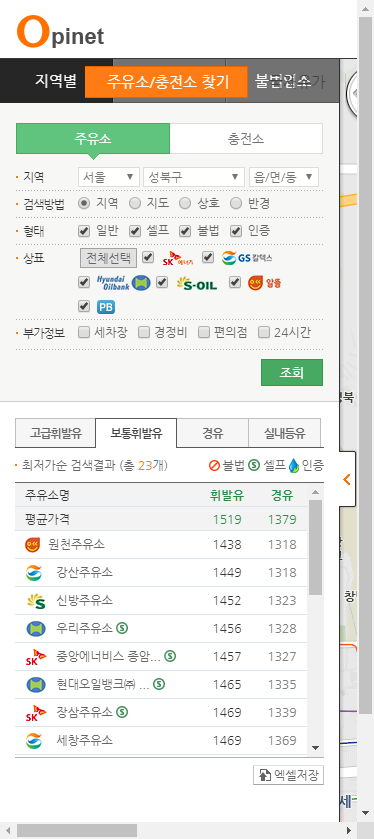 Opinet
지역별 주유소/충전소 찾기 불법업소
주유소 충전소
지역 서울 성북구 읍/면/동
검색방법 지역 지도 상호 반경
형태 일반 셀프 불법 인증
상표 전체선택 SK에너지 GS칼텍스
Hyundai Oilbank S-OIL 알뜰
PB
부가정보 세차장 경정비 편의점 24시간
조회
고급휘발유 보통휘발유 경유 실내등유
최저가순 검색결과 (총 23개) 불법 S 셀프 인증
주유소명 휘발유 경유
평균가격 1519 1379
원천주유소 1438 1318
강산주유소 1449 1318
신방주유소 1452 1323
우리주유소 S 1456 1328
SK 중앙에너비스 종암... S 1457 1327
현대오일뱅크㈜ ... S 1465 1335
SK 장삼주유소 S 1469 1339
세창주유소 1469 1369
엑셀저장
북
창
세